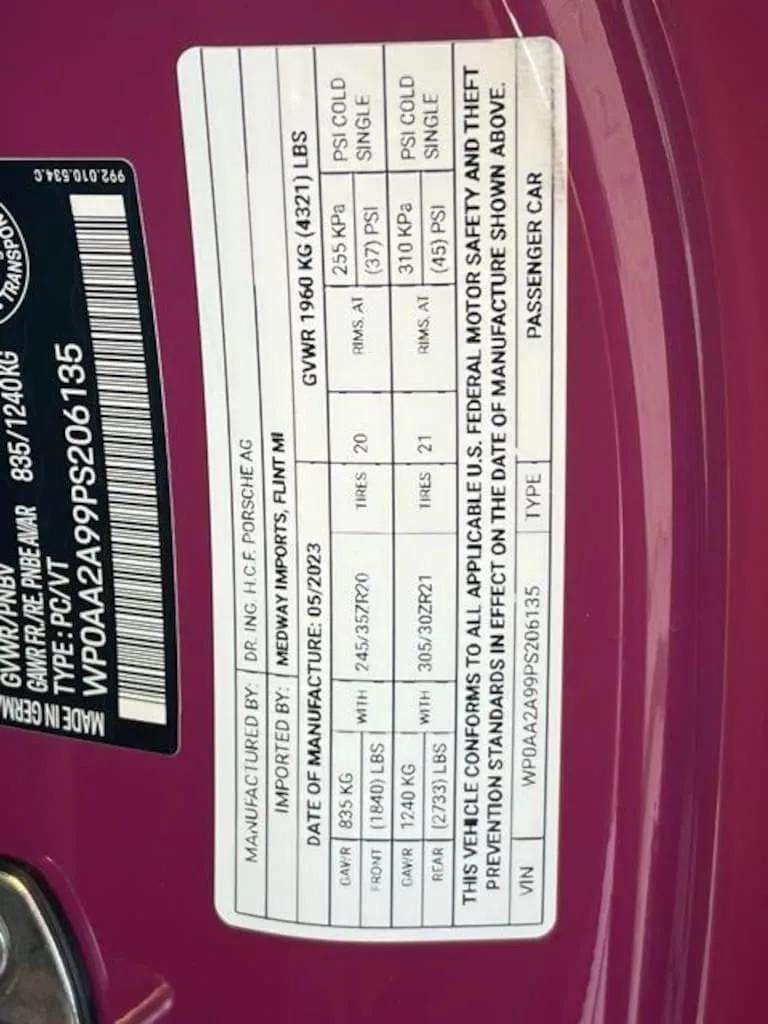 992.010.534.C
TRANSPOR
GVWR/PNBV
GAWR FR./RE. PNBE AVAR 835/1240KG
TYPE : PC/VT
WP0AA2A99PS206135
MADE IN GERM
MANUFACTURED BY: DR. ING. H.C.F. PORSCHE AG
IMPORTED BY: MEDWAY IMPORTS, FLINT MI
DATE OF MANUFACTURE: 05/2023 GVWR 1960 KG (4321) LBS
GAWR 835 KG WITH 245/35ZR20 TIRES 20 RIMS, AT 255 KPa PSI COLD
FRONT (1840) LBS (37) PSI SINGLE
GAWR 1240 KG WITH 305/30ZR21 TIRES 21 RIMS, AT 310 KPa PSI COLD
REAR (2733) LBS (45) PSI SINGLE
THIS VEHICLE CONFORMS TO ALL APPLICABLE U.S. FEDERAL MOTOR SAFETY AND THEFT
PREVENTION STANDARDS IN EFFECT ON THE DATE OF MANUFACTURE SHOWN ABOVE.
VIN WP0AA2A99PS206135 TYPE PASSENGER CAR